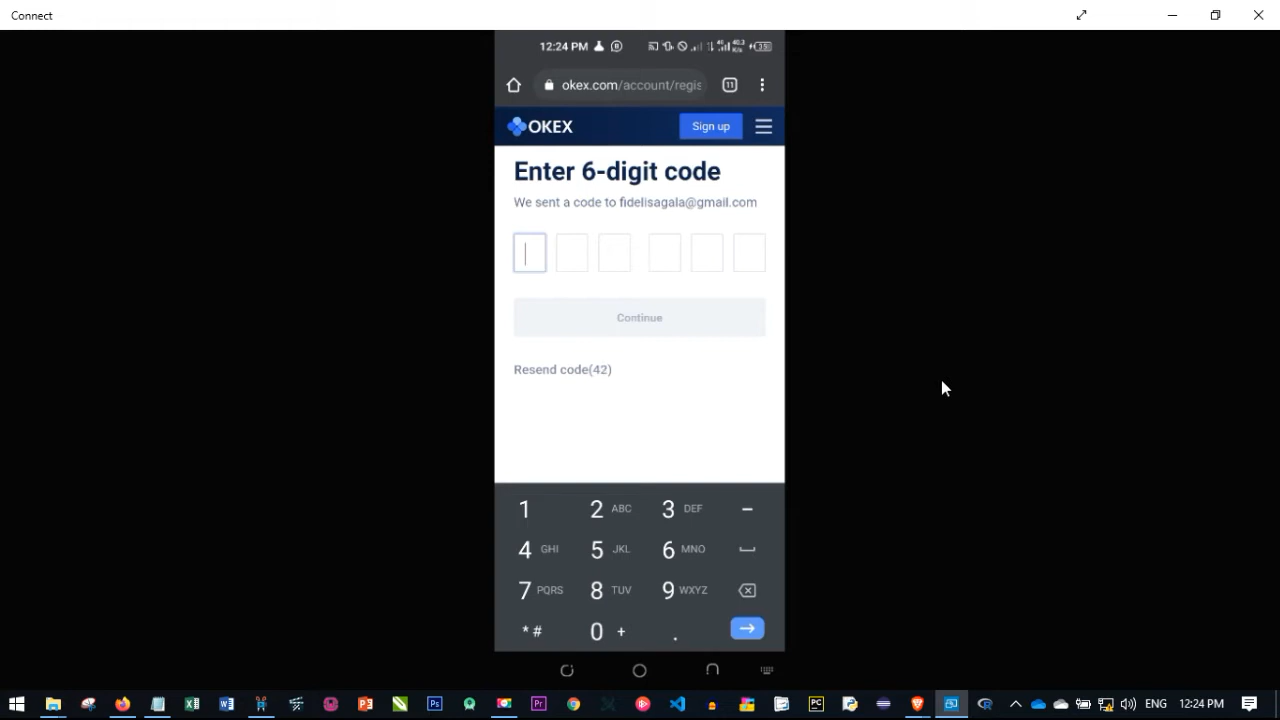 Connect
12:24 PM
okex.com/account/regis
11
OKEX
Sign up
Enter 6-digit code
We sent a code to fidelisagala@gmail.com
Continue
Resend code(42)
1 2 ABC 3 DEF -
4 GHI 5 JKL 6 MNO
7 PQRS 8 TUV 9 WXYZ
* # 0 + .
ENG 12:24 PM